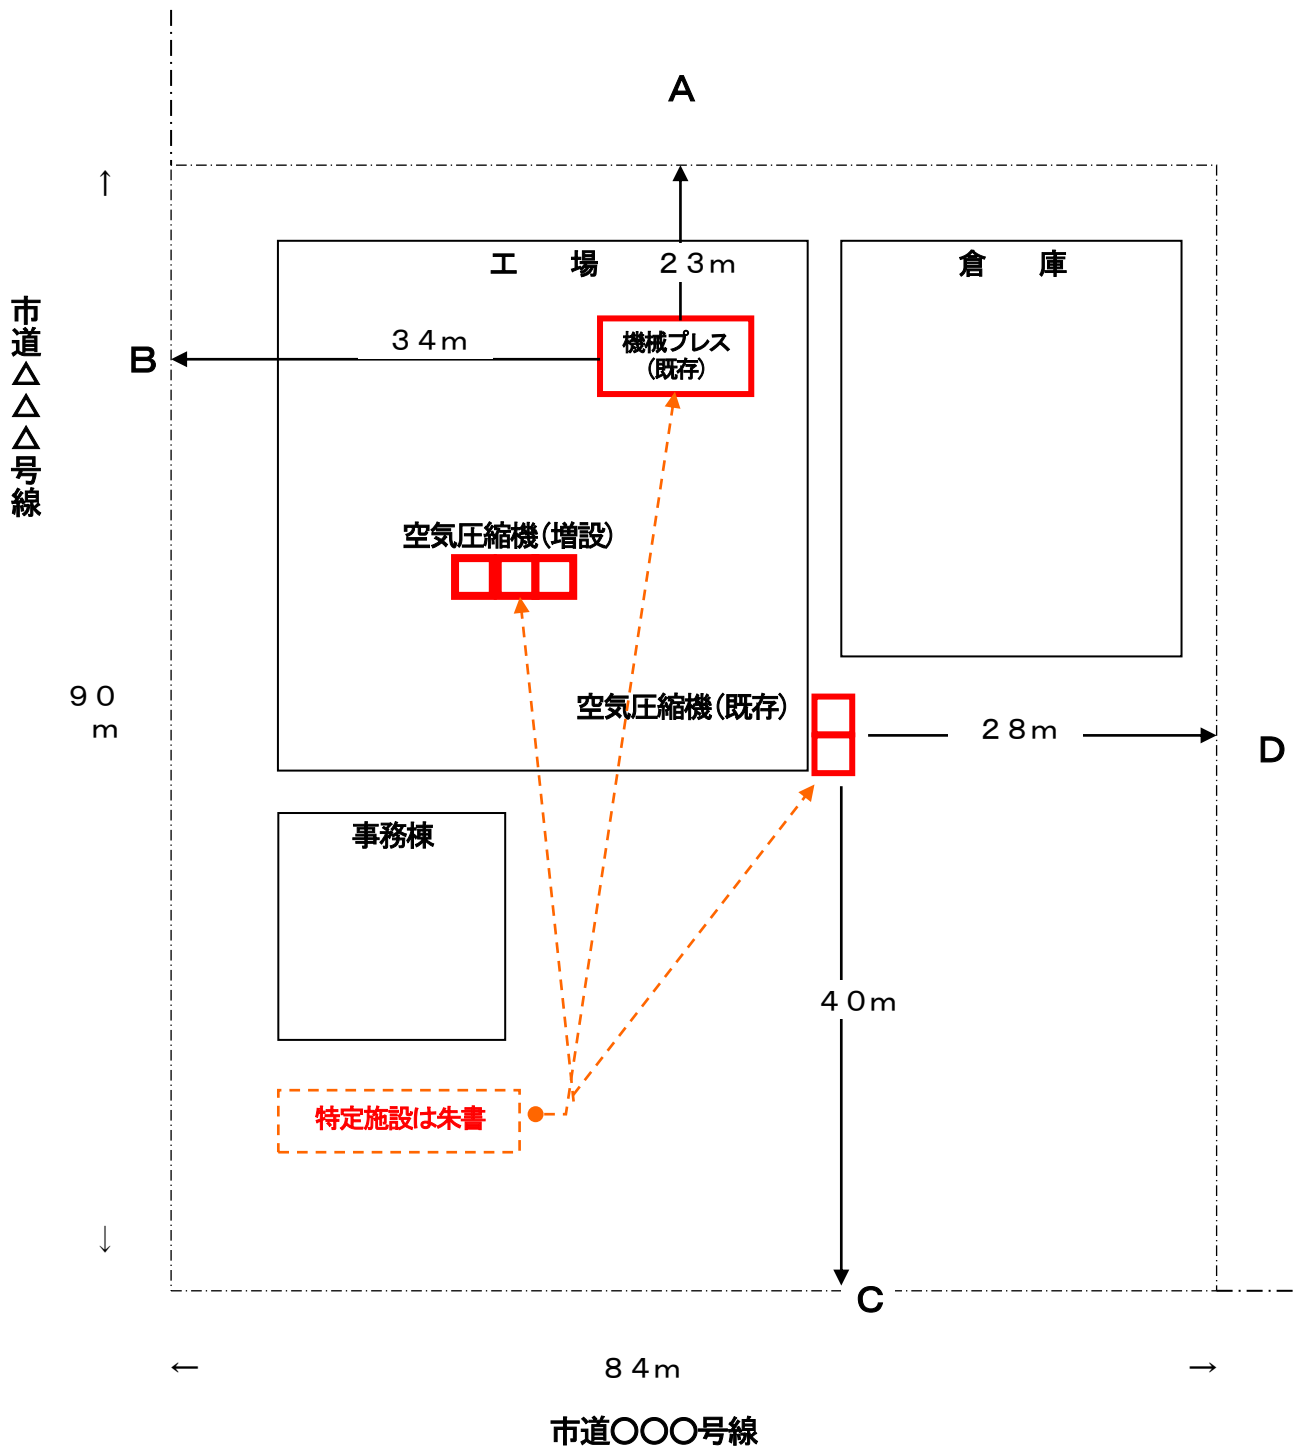 A
↑
工　場
２３ｍ
倉　庫
市道△△△号線
B
３４ｍ
機械プレス
（既存）
空気圧縮機（増設）
９０
ｍ
空気圧縮機（既存）
２８ｍ
D
事務棟
４０ｍ
特定施設は朱書
↓
C
←
８４ｍ
→
市道〇〇〇号線